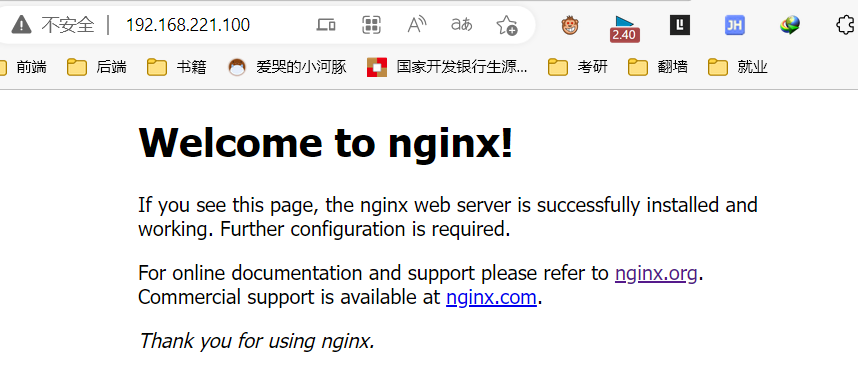 不安全 192.168.221.100 aあ 2.40 JH
前端 后端 书籍 爱哭的小河豚 国家开发银行生源... 考研 翻墙 就业
Welcome to nginx!
If you see this page, the nginx web server is successfully installed and
working. Further configuration is required.
For online documentation and support please refer to nginx.org.
Commercial support is available at nginx.com.
Thank you for using nginx.